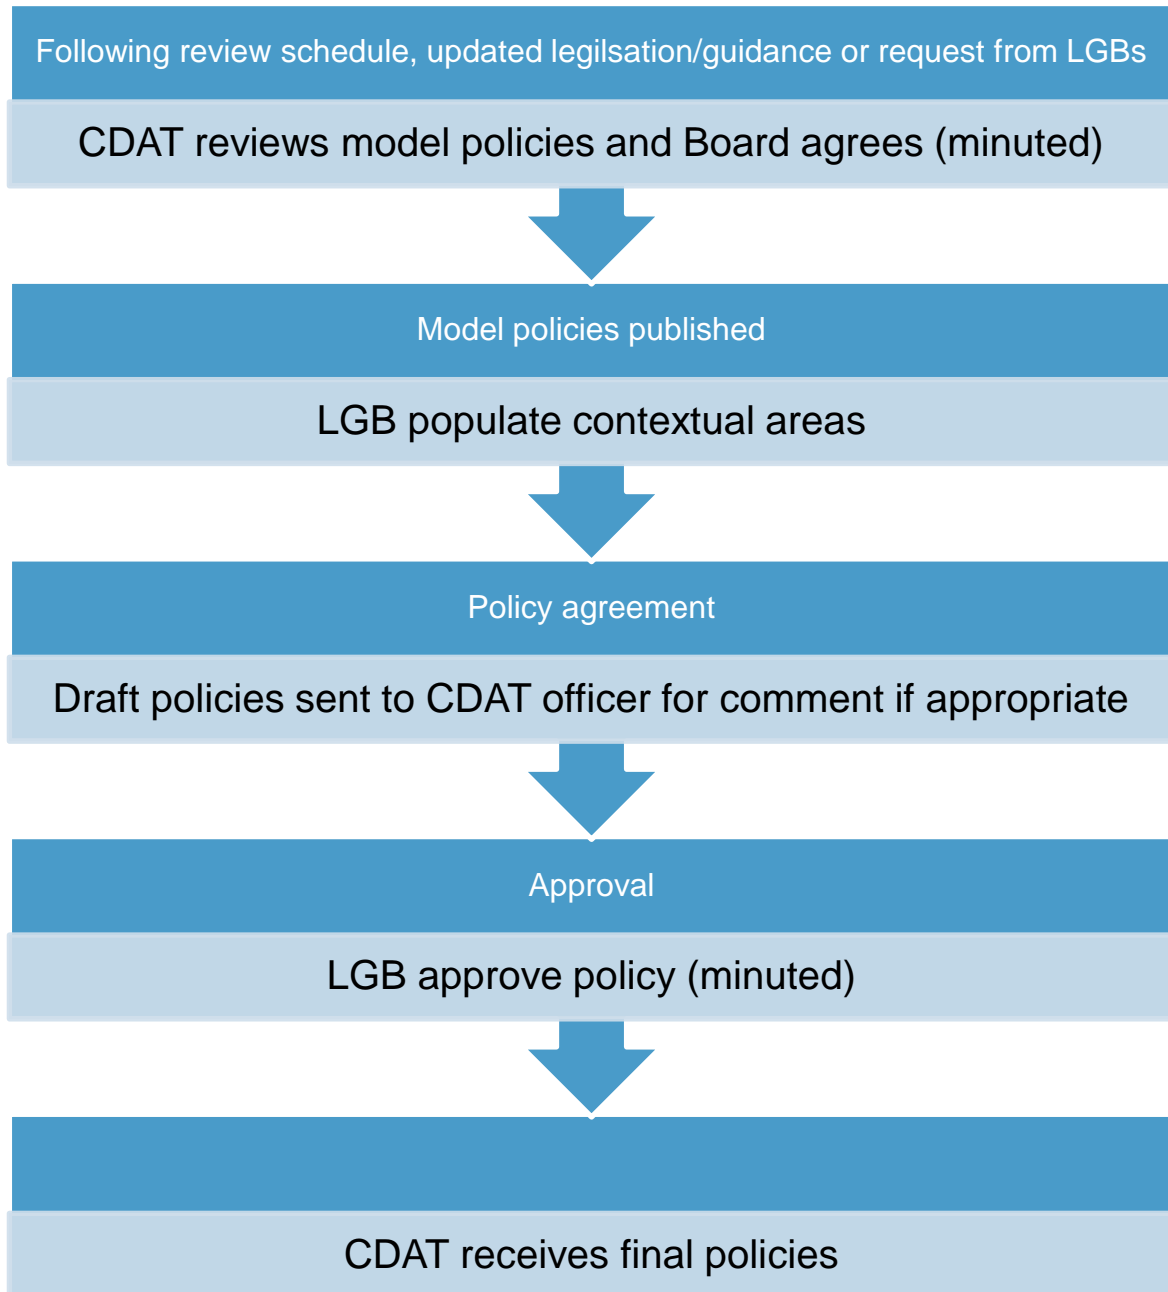 Following review schedule, updated legilsation/guidance or request from LGBs
CDAT reviews model policies and Board agrees (minuted)
Model policies published
LGB populate contextual areas
Policy agreement
Draft policies sent to CDAT officer for comment if appropriate
Approval
LGB approve policy (minuted)
CDAT receives final policies